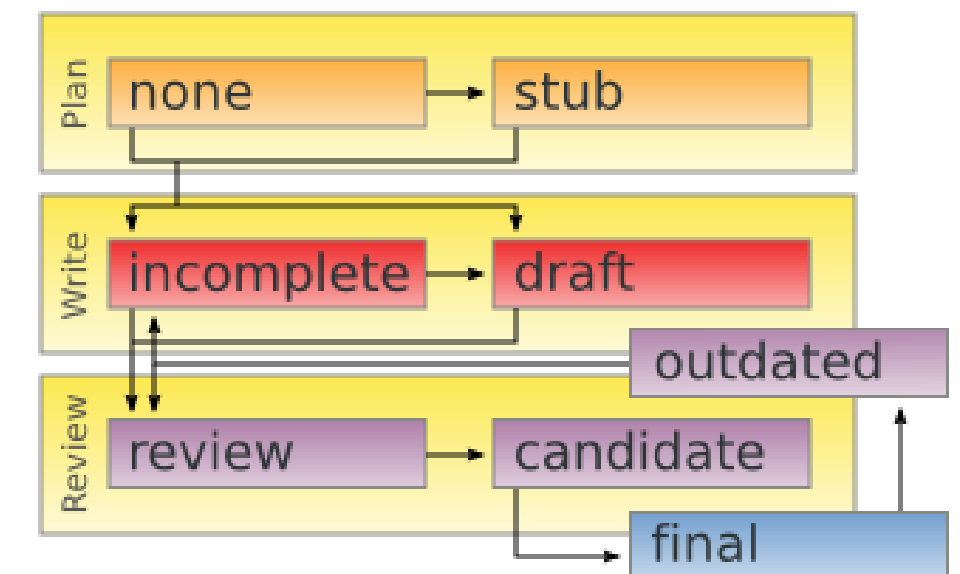 Plan
none
stub
Write
incomplete
draft
outdated
Review
review
candidate
final